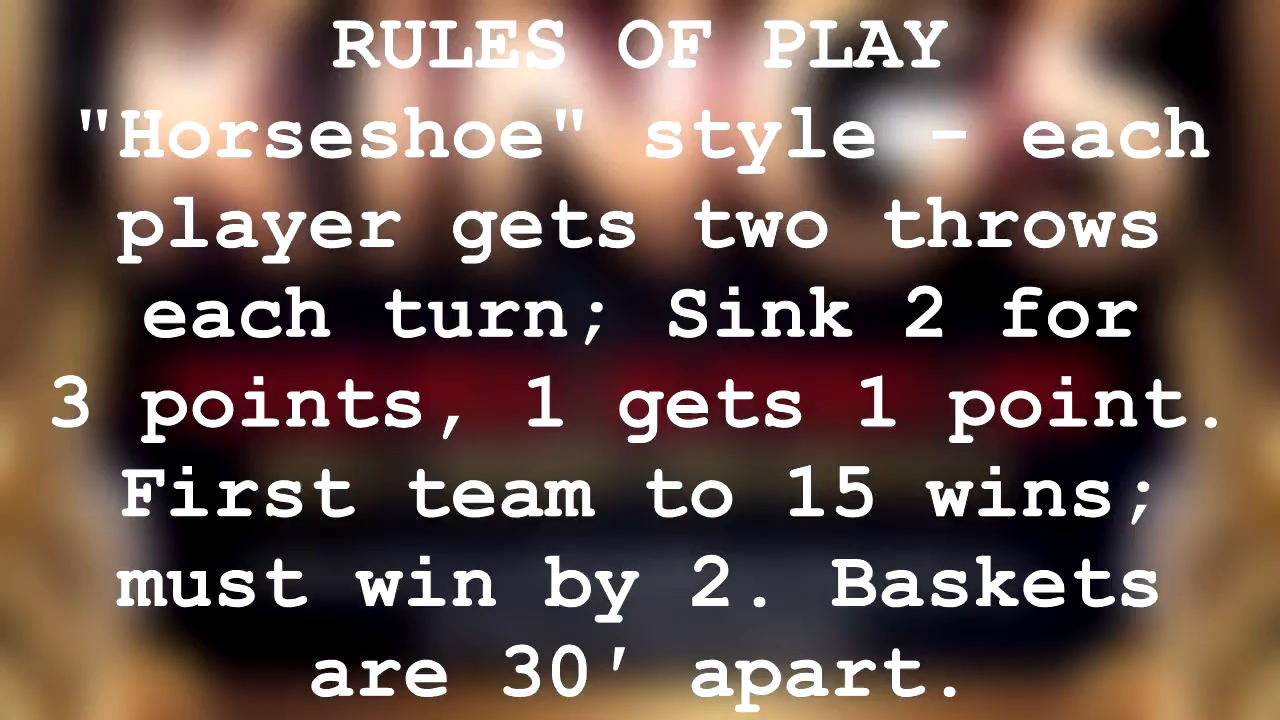 RULES OF PLAY
"Horseshoe" style - each
player gets two throws
each turn; Sink 2 for
3 points, 1 gets 1 point.
First team to 15 wins;
must win by 2. Baskets
are 30′ apart.